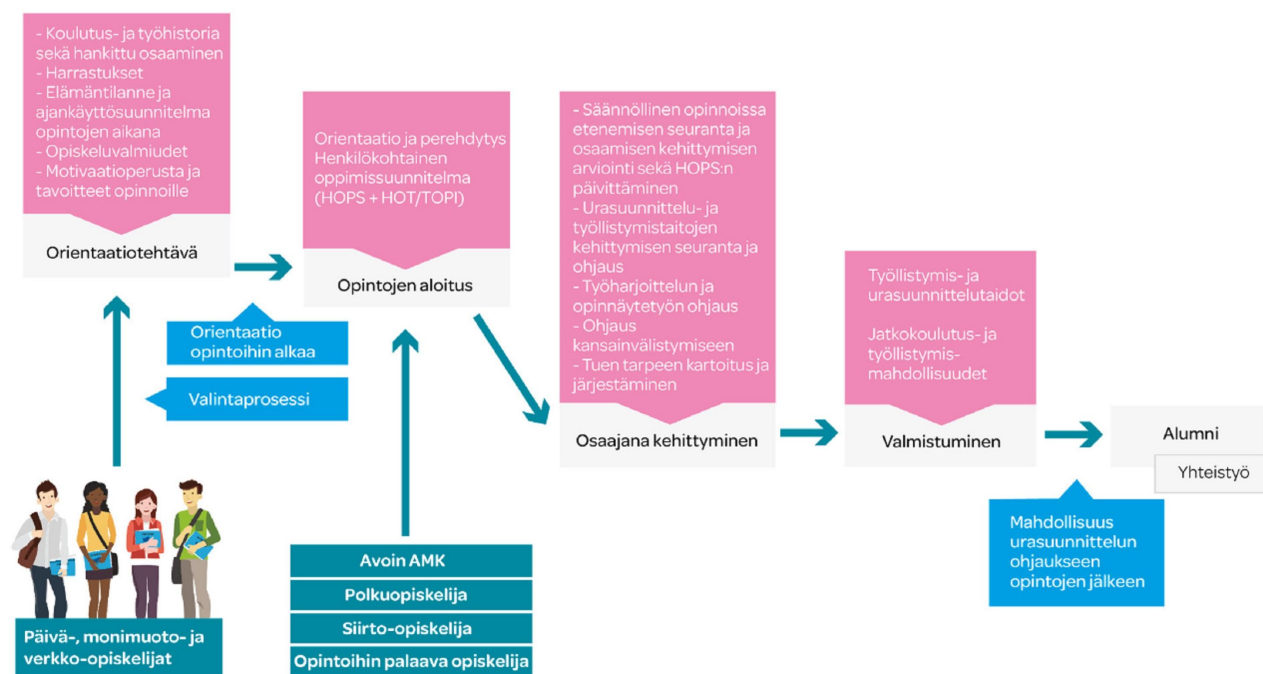 - Koulutus- ja työhistoria
sekä hankittu osaaminen
- Harrastukset
- Elämäntilanne ja
ajankäyttösuunnitelma
opintojen aikana
- Opiskeluvalmiudet
- Motivaatioperusta ja
tavoitteet opinnoille
Orientaatiotehtävä
Orientaatio
opintoihin alkaa
Valintaprosessi
Päivä-, monimuoto- ja
verkko-opiskelijat
Orientaatio ja perehdytys
Henkilökohtainen
oppimissuunnitelma
(HOPS + HOT/TOPI)
Opintojen aloitus
Avoin AMK
Polkuopiskelija
Siirto-opiskelija
Opintoihin palaava opiskelija
- Säännöllinen opinnoissa
etenemisen seuranta ja
osaamisen kehittymisen
arviointi sekä HOPS:n
päivittäminen
- Urasuunnittelu- ja
työllistymistaitojen
kehittymisen seuranta ja
ohjaus
- Työharjoittelun ja
opinnäytetyön ohjaus
- Ohjaus
kansainvälistymiseen
- Tuen tarpeen kartoitus ja
järjestäminen
Osaajana kehittyminen
Työllistymis- ja
urasuunnittelutaidot
Jatkokoulutus- ja
työllistymis-
mahdollisuudet
Valmistuminen
Alumni
Yhteistyö
Mahdollisuus
urasuunnittelun
ohjaukseen
opintojen jälkeen